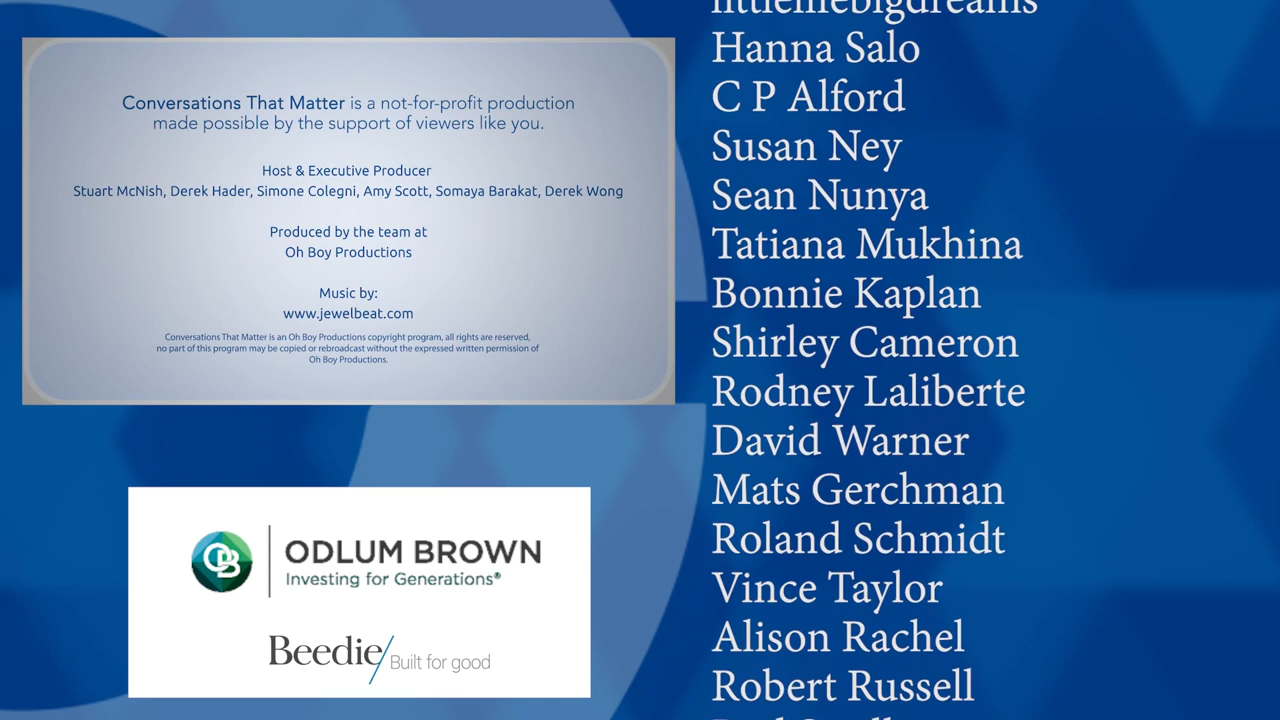 Conversations That Matter is a not-for-profit production
made possible by the support of viewers like you.
Host & Executive Producer
Stuart McNish, Derek Hader, Simone Colegni, Amy Scott, Somaya Barakat, Derek Wong
Produced by the team at
Oh Boy Productions
Music by:
www.jewelbeat.com
Conversations That Matter is an Oh Boy Productions copyright program, all rights are reserved,
no part of this program may be copied or rebroadcast without the expressed written permission of
Oh Boy Productions.
OB
ODLUM BROWN
Investing for Generations®
Beedie/ Built for good
littlemebigdreams
Hanna Salo
C P Alford
Susan Ney
Sean Nunya
Tatiana Mukhina
Bonnie Kaplan
Shirley Cameron
Rodney Laliberte
David Warner
Mats Gerchman
Roland Schmidt
Vince Taylor
Alison Rachel
Robert Russell